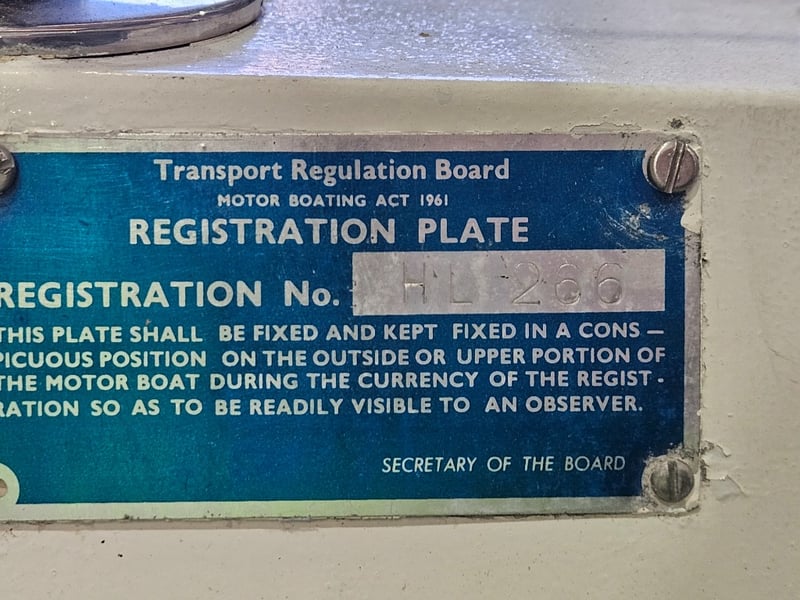 Transport Regulation Board
MOTOR BOATING ACT 1961
REGISTRATION PLATE
REGISTRATION No. HL 266
THIS PLATE SHALL BE FIXED AND KEPT FIXED IN A CONS —
PICUOUS POSITION ON THE OUTSIDE OR UPPER PORTION OF
THE MOTOR BOAT DURING THE CURRENCY OF THE REGIST -
RATION SO AS TO BE READILY VISIBLE TO AN OBSERVER.
SECRETARY OF THE BOARD